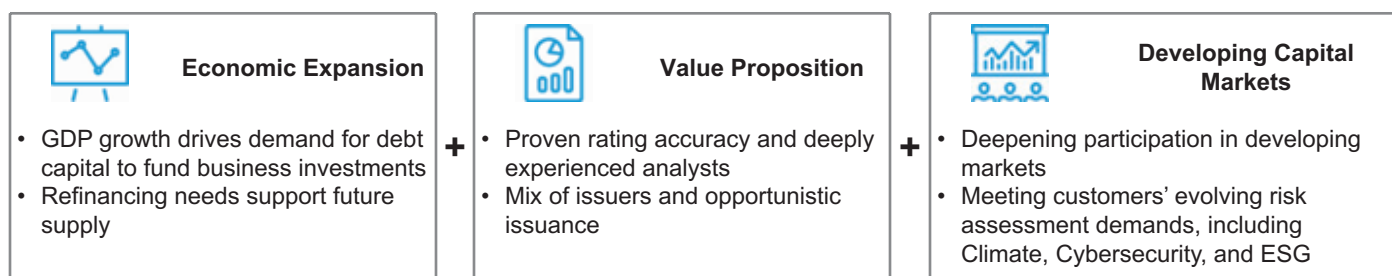 Economic Expansion
• GDP growth drives demand for debt
capital to fund business investments
• Refinancing needs support future
supply
+
Value Proposition
• Proven rating accuracy and deeply
experienced analysts
• Mix of issuers and opportunistic
issuance
+
Developing Capital
Markets
• Deepening participation in developing
markets
• Meeting customers’ evolving risk
assessment demands, including
Climate, Cybersecurity, and ESG